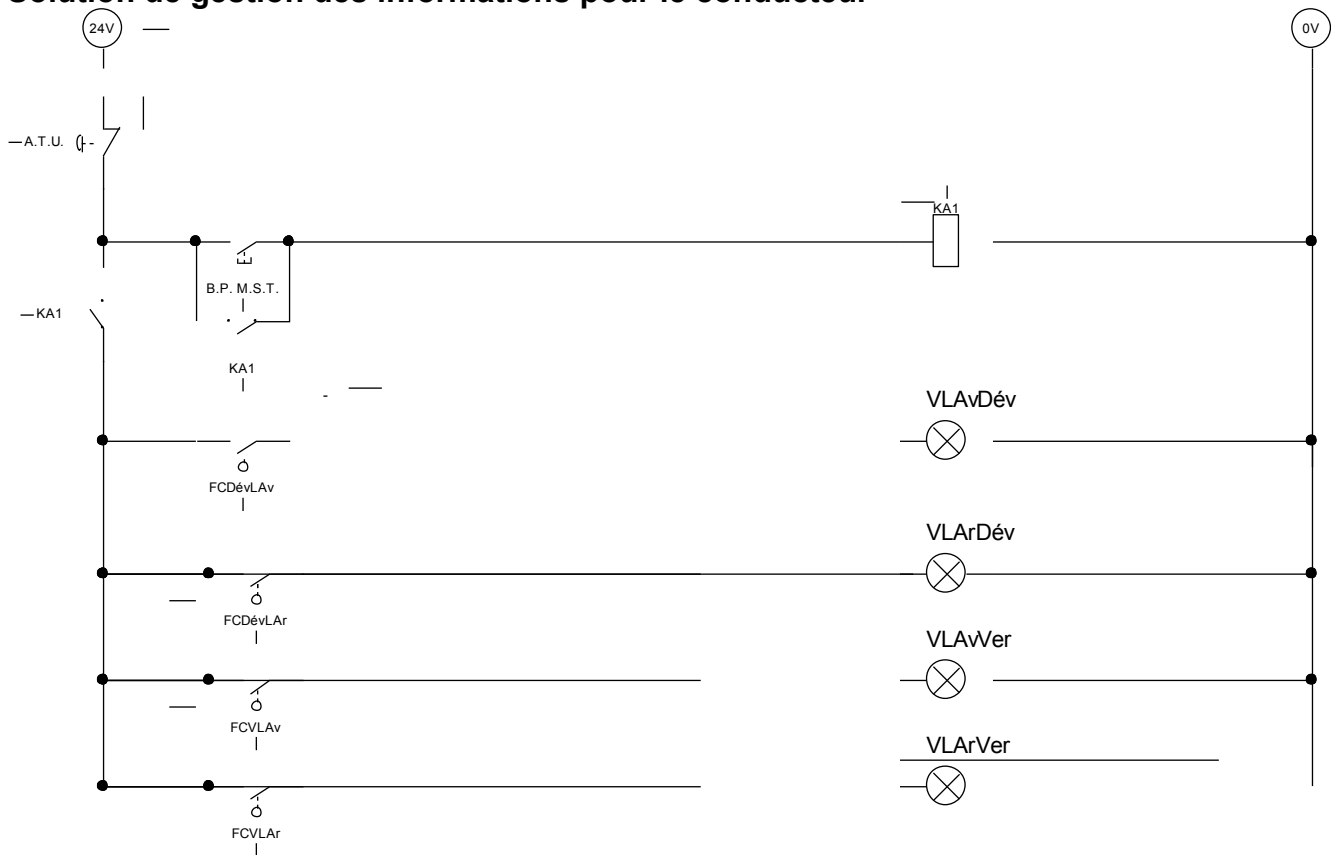 Solution de gestion des informations pour le conducteur
24V
0V
A.T.U.
KA1
B.P. M.S.T.
KA1
KA1
VLAvDév
FCDévLAv
VLArDév
FCDévLAr
VLAvVer
FCVLAv
VLArVer
FCVLAr